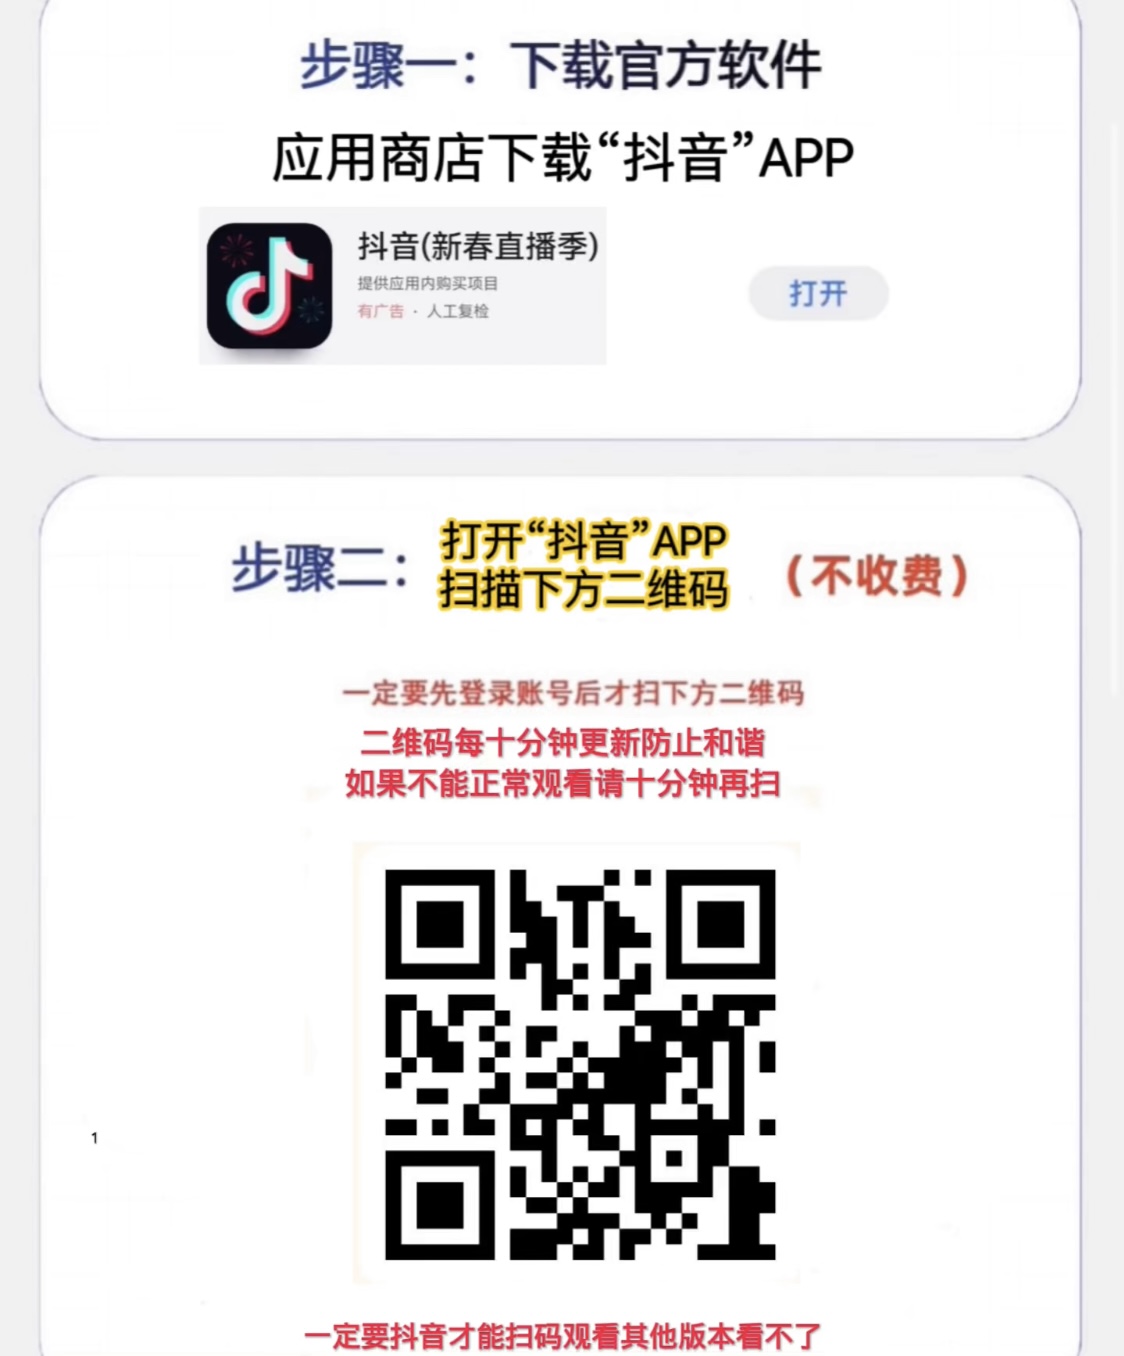 步骤一：下载官方软件
应用商店下载“抖音”APP
抖音(新春直播季)
提供应用内购买项目
有广告 · 人工复检
打开
步骤二：
打开“抖音”APP
扫描下方二维码
（不收费）
一定要先登录账号后才扫下方二维码
二维码每十分钟更新防止和谐
如果不能正常观看请十分钟再扫
1
一定要抖音才能扫码观看其他版本看不了